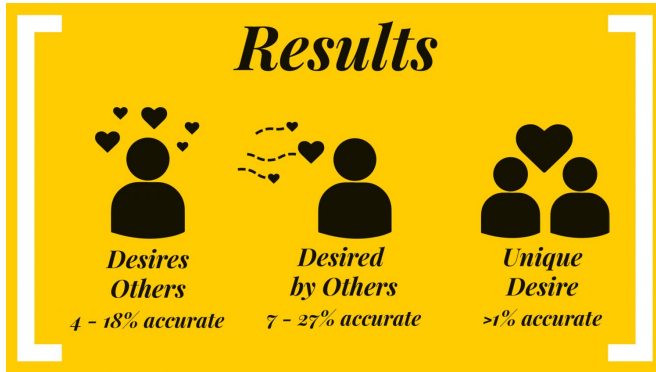 Results
Desires
Others
4 - 18% accurate
Desired
by Others
7 - 27% accurate
Unique
Desire
>1% accurate